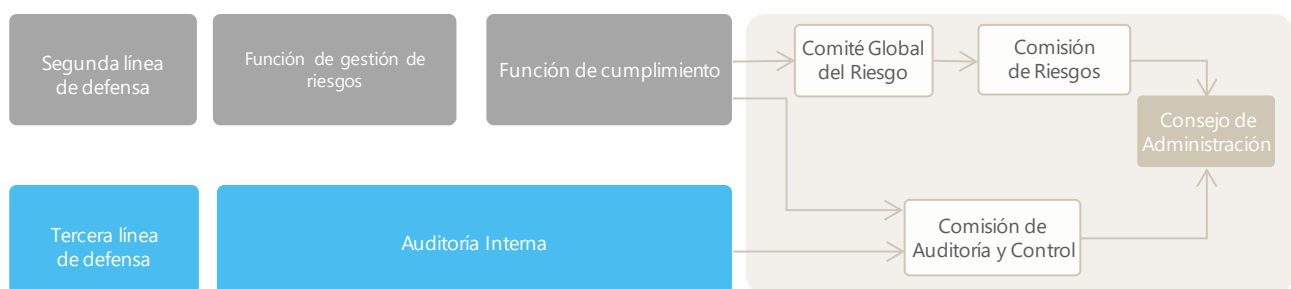 Segunda línea
de defensa
Función de gestión de
riesgos
Función de cumplimiento
Comité Global
del Riesgo
Comisión
de Riesgos
Consejo de
Administración
Tercera línea
de defensa
Auditoría Interna
Comisión de
Auditoría y Control